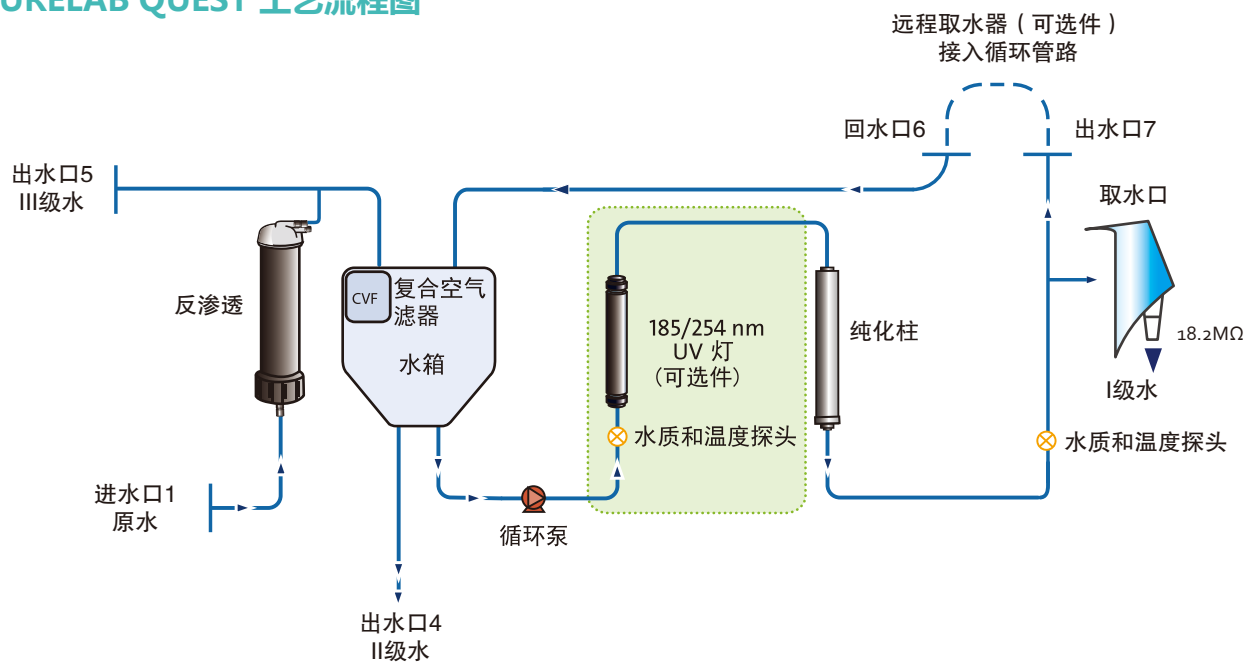 URELAB QUEST 工艺流程图
远程取水器（可选件）
接入循环管路
回水口6
出水口7
出水口5
III级水
取水口
反渗透
CVF
复合空气
滤器
水箱
185/254 nm
UV 灯
（可选件）
纯化柱
18.2MΩ
I级水
水质和温度探头
水质和温度探头
进水口1
原水
循环泵
出水口4
II级水